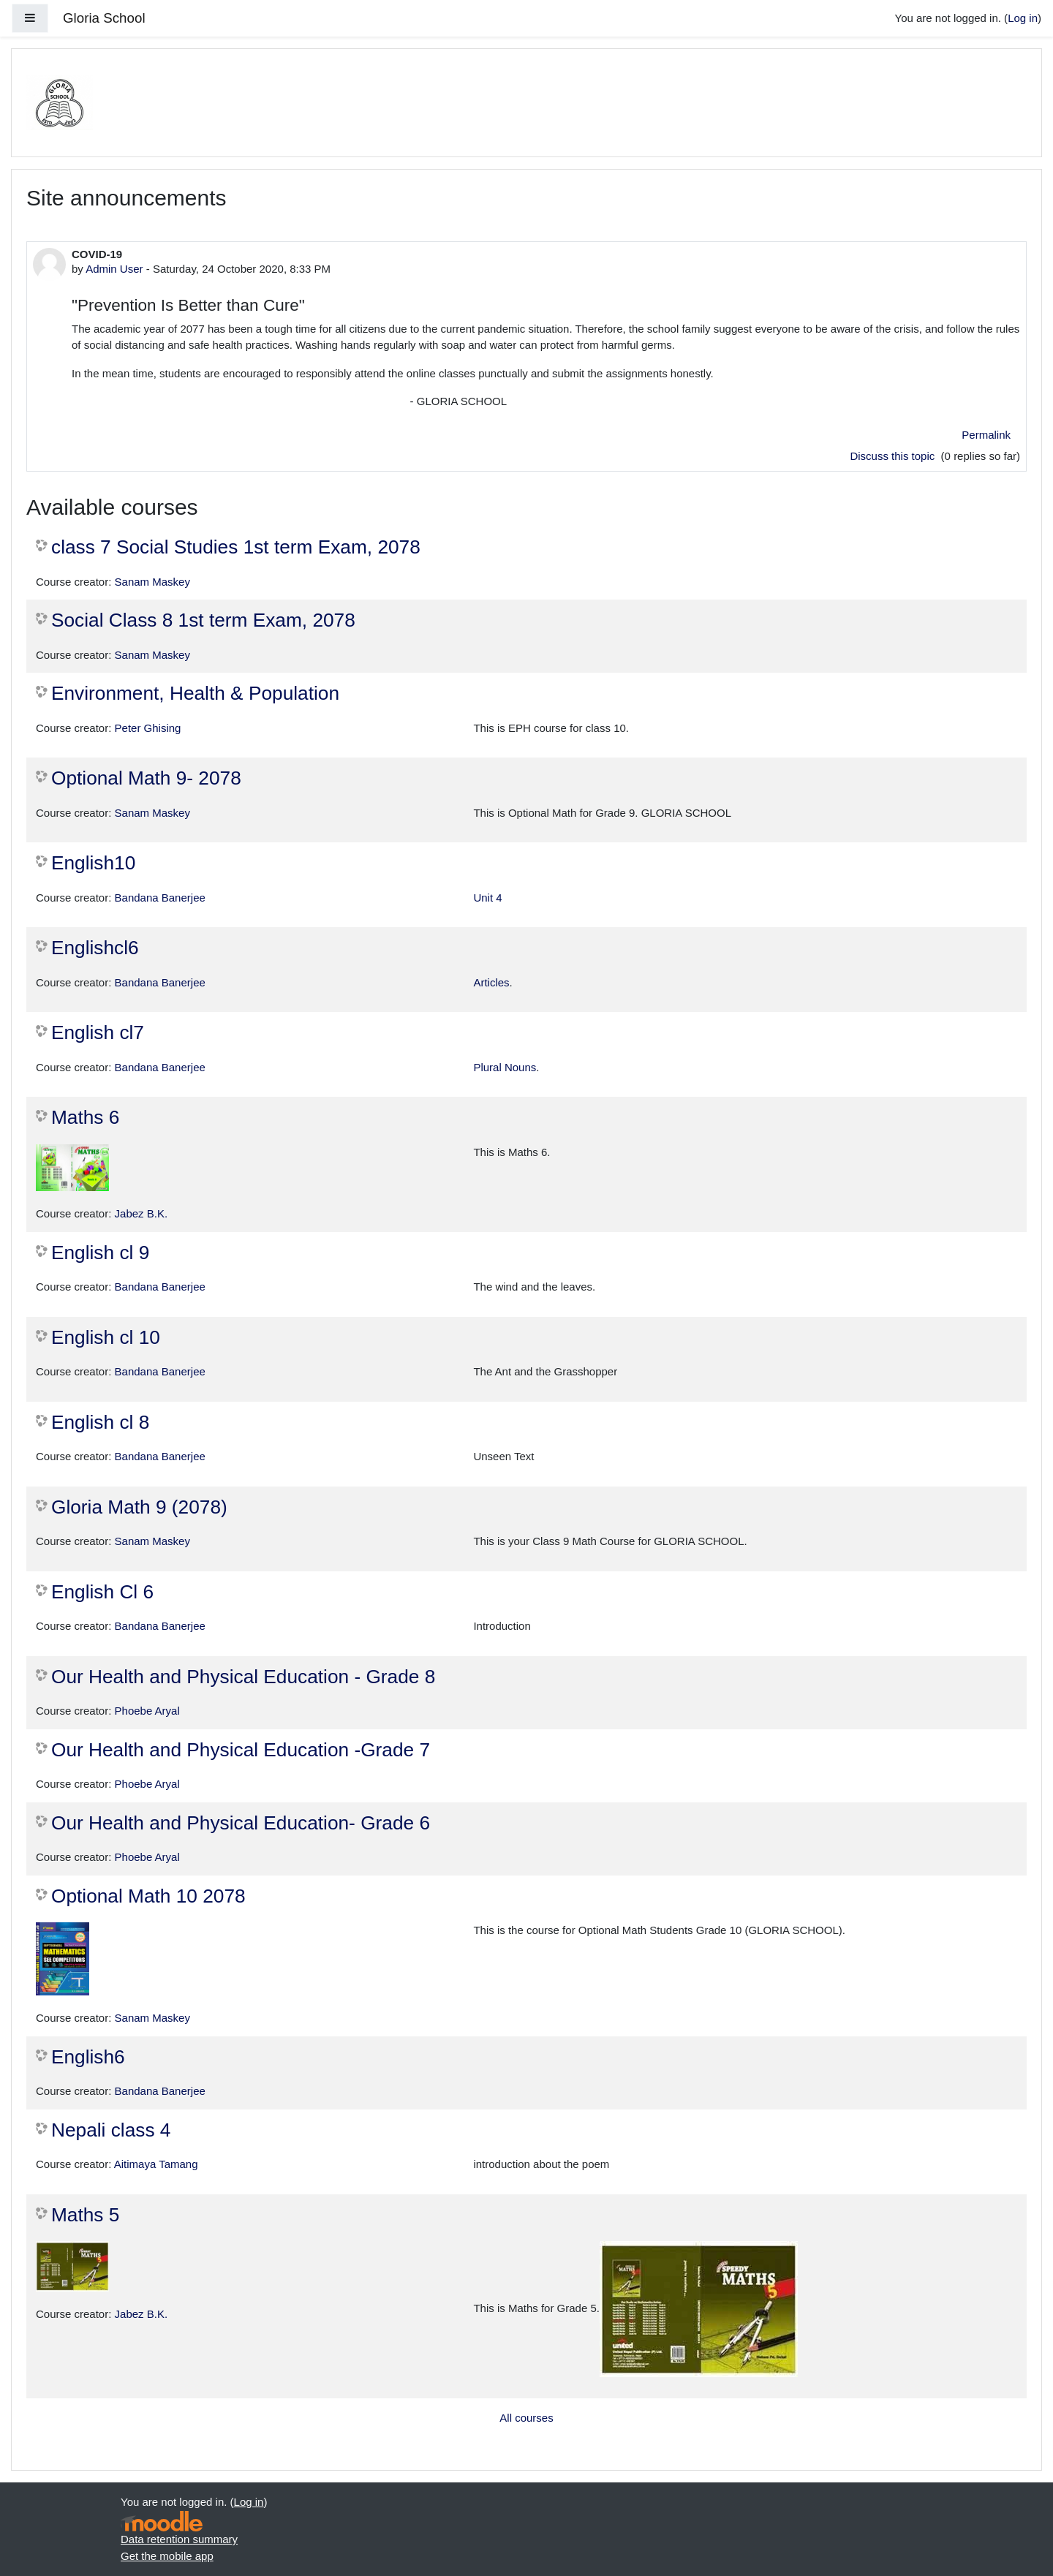 Gloria School
You are not logged in. (Log in)
GLORIA
SCHOOL
Site announcements
COVID-19
by Admin User - Saturday, 24 October 2020, 8:33 PM
"Prevention Is Better than Cure"
The academic year of 2077 has been a tough time for all citizens due to the current pandemic situation. Therefore, the school family suggest everyone to be aware of the crisis, and follow the rules
of social distancing and safe health practices. Washing hands regularly with soap and water can protect from harmful germs.
In the mean time, students are encouraged to responsibly attend the online classes punctually and submit the assignments honestly.
- GLORIA SCHOOL
Permalink
Discuss this topic (0 replies so far)
Available courses
class 7 Social Studies 1st term Exam, 2078
Course creator: Sanam Maskey
Social Class 8 1st term Exam, 2078
Course creator: Sanam Maskey
Environment, Health & Population
Course creator: Peter Ghising
This is EPH course for class 10.
Optional Math 9- 2078
Course creator: Sanam Maskey
This is Optional Math for Grade 9. GLORIA SCHOOL
English10
Course creator: Bandana Banerjee
Unit 4
Englishcl6
Course creator: Bandana Banerjee
Articles.
English cl7
Course creator: Bandana Banerjee
Plural Nouns.
Maths 6
MATHS
This is Maths 6.
Course creator: Jabez B.K.
English cl 9
Course creator: Bandana Banerjee
The wind and the leaves.
English cl 10
Course creator: Bandana Banerjee
The Ant and the Grasshopper
English cl 8
Course creator: Bandana Banerjee
Unseen Text
Gloria Math 9 (2078)
Course creator: Sanam Maskey
This is your Class 9 Math Course for GLORIA SCHOOL.
English Cl 6
Course creator: Bandana Banerjee
Introduction
Our Health and Physical Education - Grade 8
Course creator: Phoebe Aryal
Our Health and Physical Education -Grade 7
Course creator: Phoebe Aryal
Our Health and Physical Education- Grade 6
Course creator: Phoebe Aryal
Optional Math 10 2078
MATHEMATICS
This is the course for Optional Math Students Grade 10 (GLORIA SCHOOL).
Course creator: Sanam Maskey
English6
Course creator: Bandana Banerjee
Nepali class 4
Course creator: Aitimaya Tamang
introduction about the poem
Maths 5
MATHS
Course creator: Jabez B.K.
This is Maths for Grade 5.
SPEEDY
MATHS
5
united
All courses
You are not logged in. (Log in)
moodle
Data retention summary
Get the mobile app